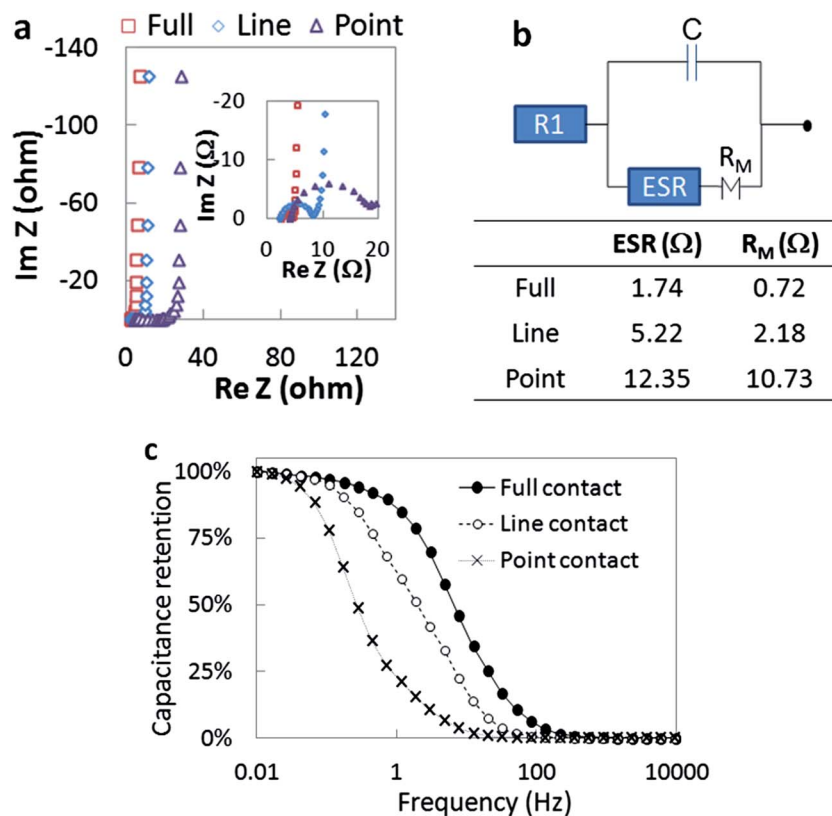 a
Full Line Point
-140
-100
-60
-20
Im Z (ohm)
0 40 80 120
Re Z (ohm)
-20
-10
0
Im Z (Ω)
0 10 20
Re Z (Ω)
b
C
R1
ESR
RM
ESR (Ω) RM (Ω)
Full 1.74 0.72
Line 5.22 2.18
Point 12.35 10.73
c
100%
75%
50%
25%
0%
Capacitance retention
Full contact
Line contact
Point contact
0.01 1 100 10000
Frequency (Hz)